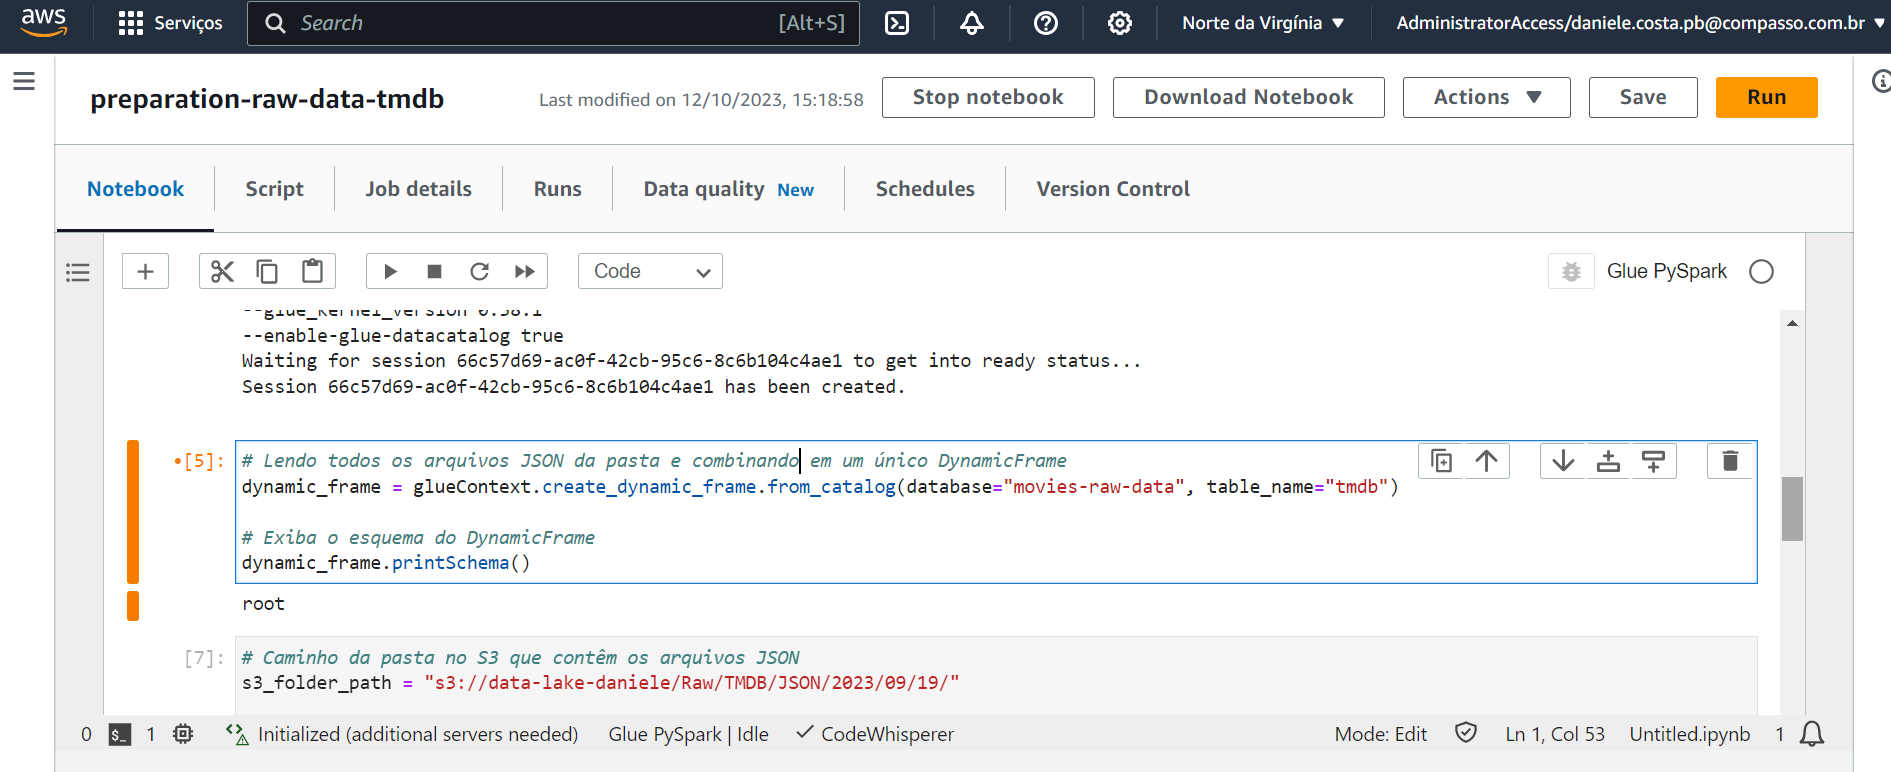 aws
Serviços
Search [Alt+S]
Norte da Virgínia
AdministratorAccess/daniele.costa.pb@compasso.com.br
preparation-raw-data-tmdb
Last modified on 12/10/2023, 15:18:58
Stop notebook
Download Notebook
Actions
Save
Run
Notebook
Script
Job details
Runs
Data quality New
Schedules
Version Control
Code
Glue PySpark
--glue_kernel_version 0.38.1
--enable-glue-datacatalog true
Waiting for session 66c57d69-ac0f-42cb-95c6-8c6b104c4ae1 to get into ready status...
Session 66c57d69-ac0f-42cb-95c6-8c6b104c4ae1 has been created.
•[5]:
# Lendo todos os arquivos JSON da pasta e combinando em um único DynamicFrame
dynamic_frame = glueContext.create_dynamic_frame.from_catalog(database="movies-raw-data", table_name="tmdb")
# Exiba o esquema do DynamicFrame
dynamic_frame.printSchema()
root
[7]:
# Caminho da pasta no S3 que contêm os arquivos JSON
s3_folder_path = "s3://data-lake-daniele/Raw/TMDB/JSON/2023/09/19/"
0 $_ 1
Initialized (additional servers needed)
Glue PySpark | Idle
CodeWhisperer
Mode: Edit
Ln 1, Col 53
Untitled.ipynb
1